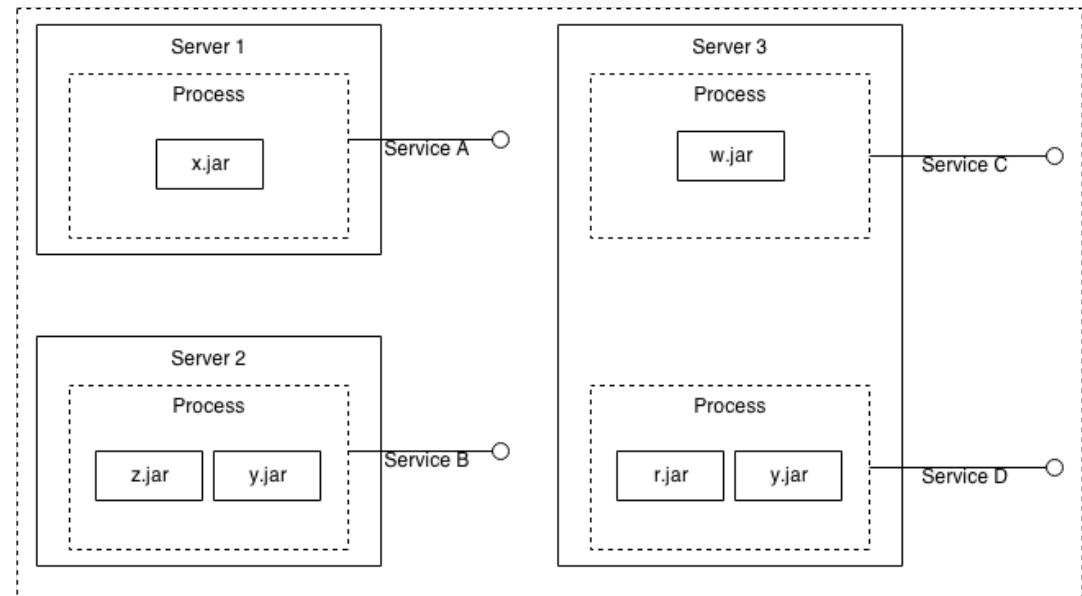 Server 1
Process
x.jar
Service A
Server 3
Process
w.jar
Service C
Server 2
Process
z.jar
y.jar
Service B
Process
r.jar
y.jar
Service D